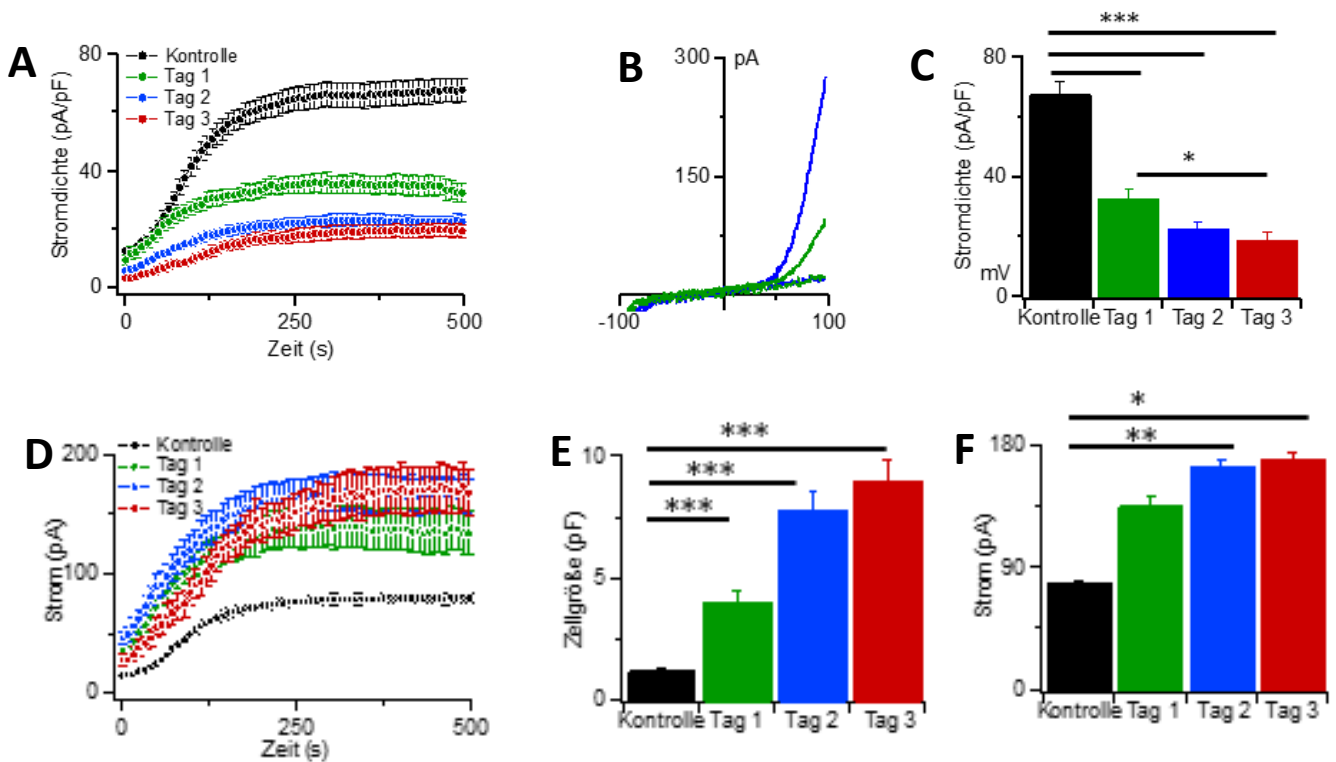 A
Stromdichte (pA/pF)
80
40
0
Kontrolle
Tag 1
Tag 2
Tag 3
0
250
500
Zeit (s)
B
300
pA
150
-100
100
mV
C
Stromdichte (pA/pF)
80
40
0
***
*
Kontrolle
Tag 1
Tag 2
Tag 3
D
Strom (pA)
200
100
0
Kontrolle
Tag 1
Tag 2
Tag 3
0
250
500
Zeit (s)
E
Zellgröße (pF)
10
5
0
***
***
***
Kontrolle
Tag 1
Tag 2
Tag 3
F
Strom (pA)
180
90
0
*
**
Kontrolle
Tag 1
Tag 2
Tag 3